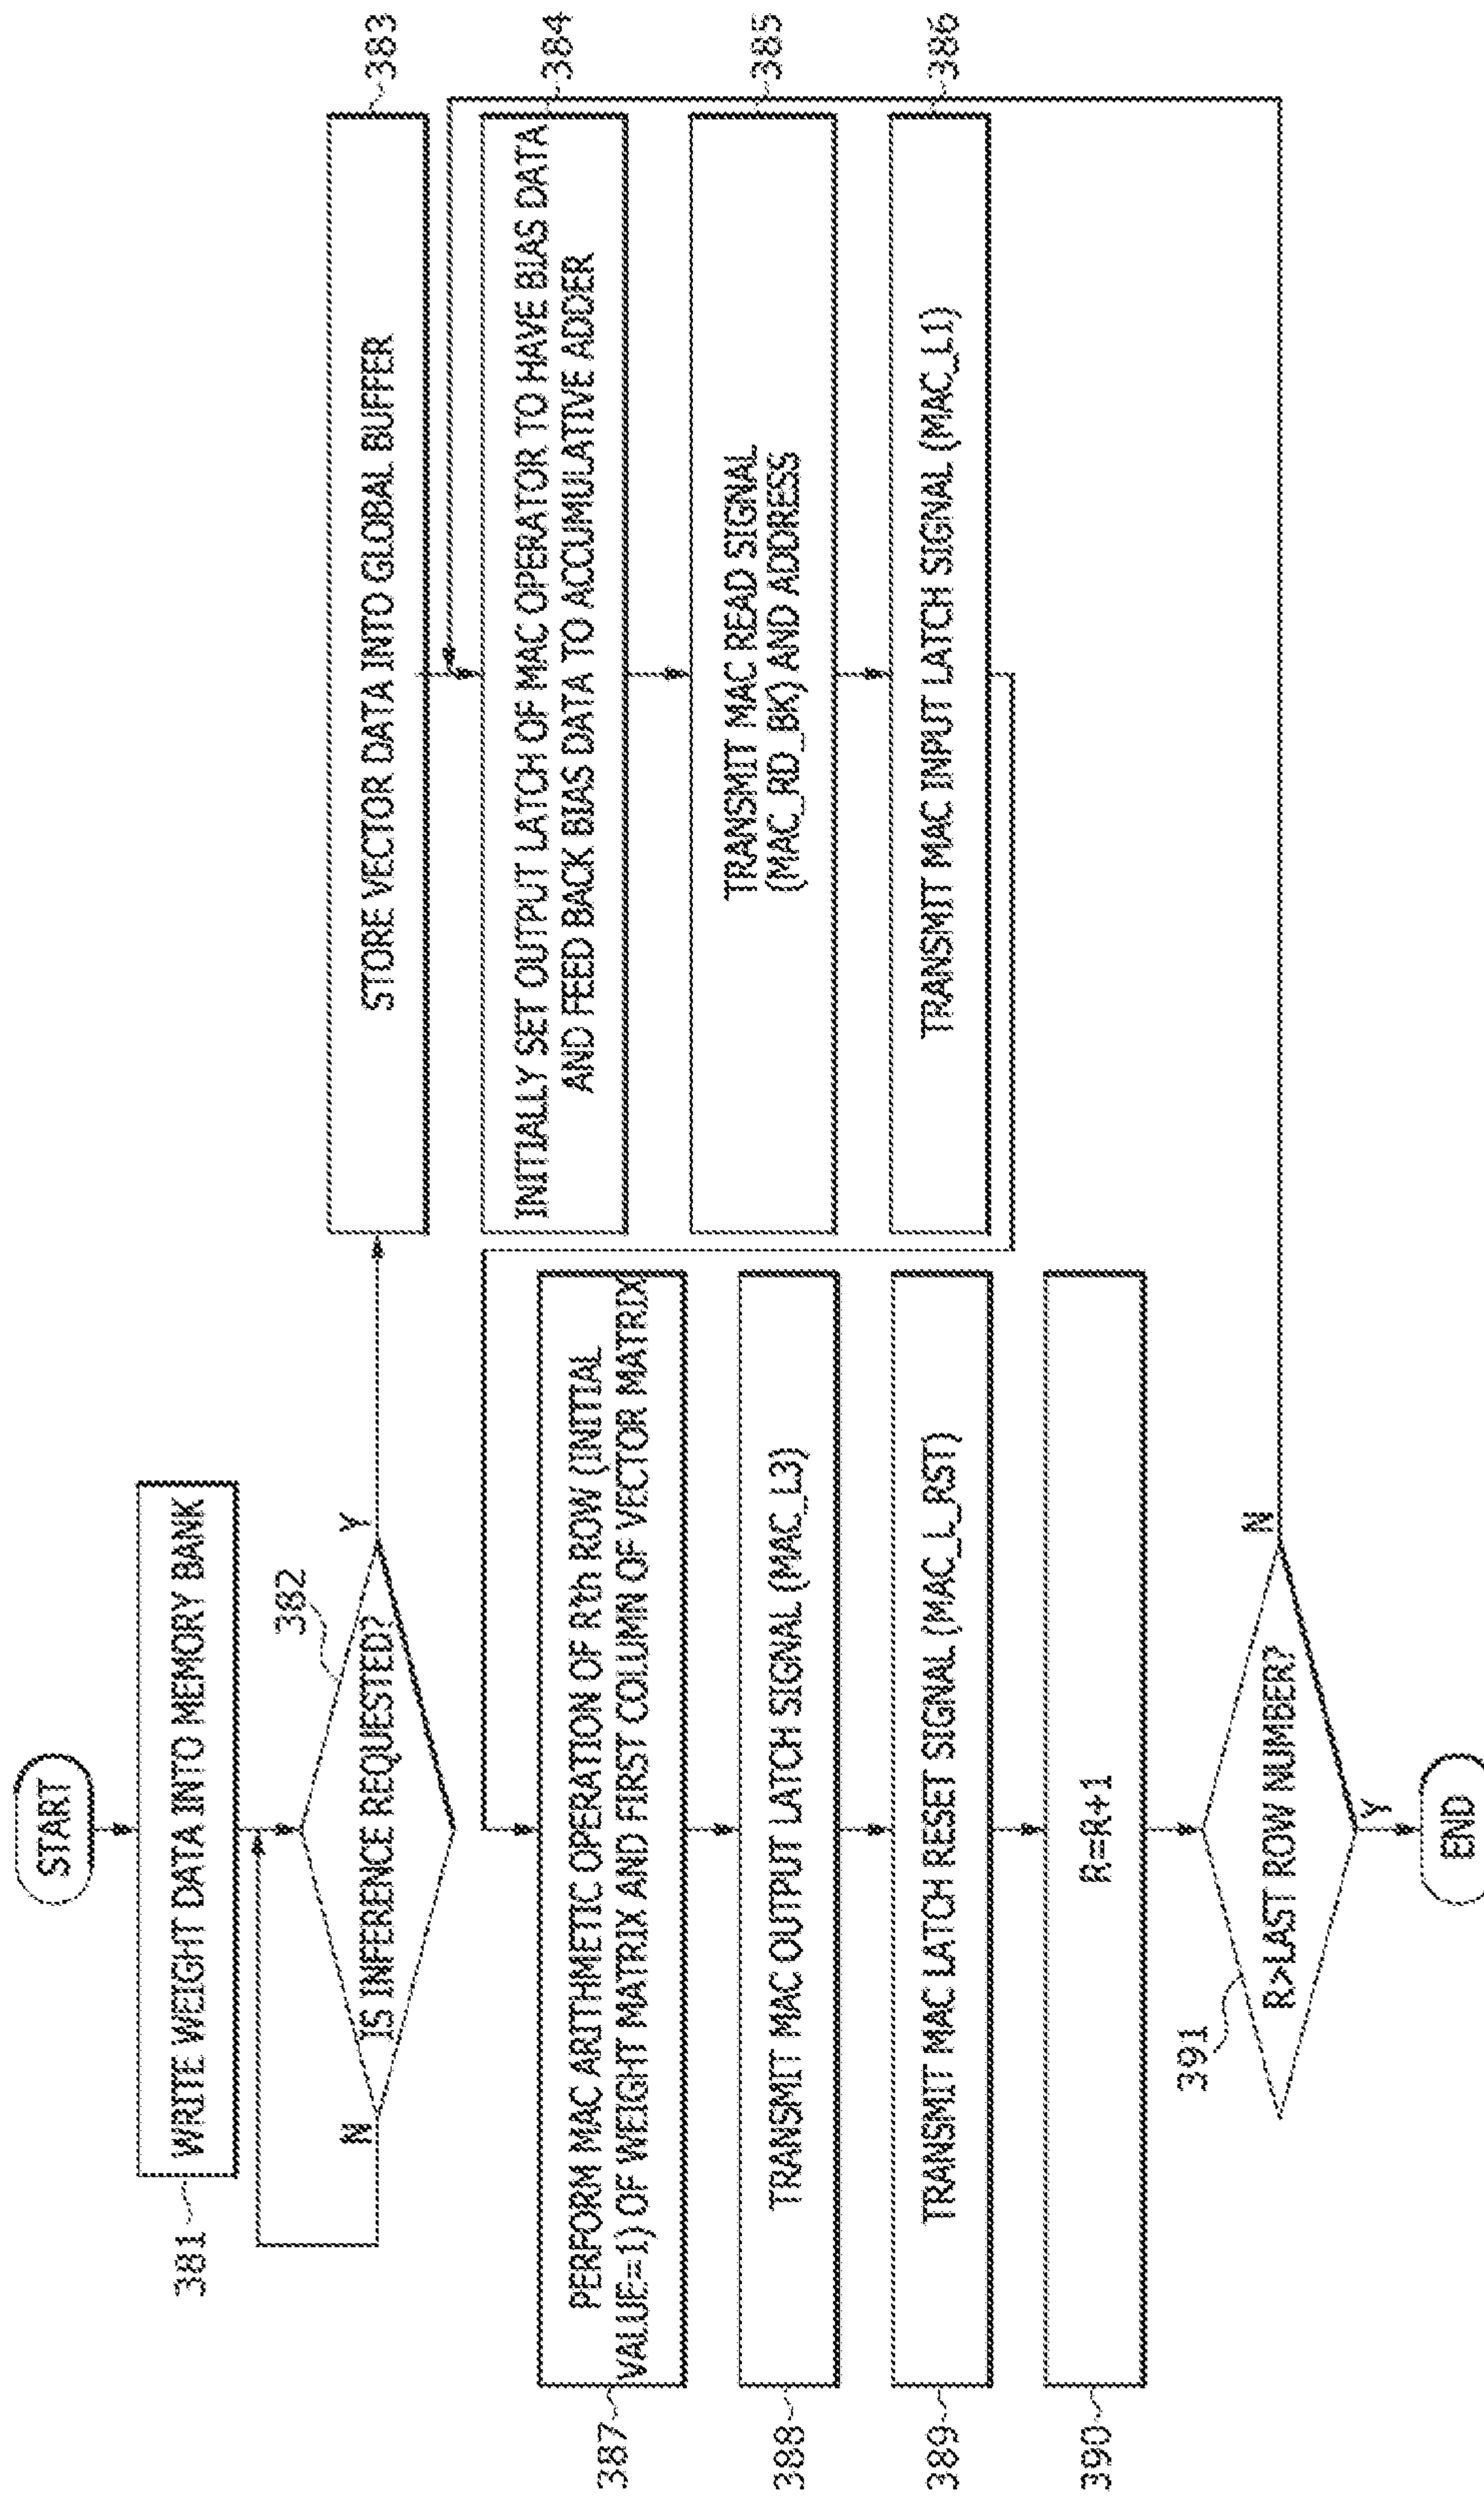 START
381
WRITE WEIGHT DATA INTO MEMORY BANK
382
IS INFERENCE REQUESTED?
N
Y
383
STORE VECTOR DATA INTO GLOBAL BUFFER
384
INITIALLY SET OUTPUT LATCH OF MAC OPERATOR TO HAVE BIAS DATA
AND FEED BACK BIAS DATA TO ACCUMULATIVE ADDER
385
TRANSMIT MAC READ SIGNAL
(MAC_RD_BK) AND ADDRESS
386
TRANSMIT MAC INPUT LATCH SIGNAL (MAC_L1)
387
PERFORM MAC ARITHMETIC OPERATION OF Rth ROW (INITIAL
VALUE=1) OF WEIGHT MATRIX AND FIRST COLUMN OF VECTOR MATRIX
388
TRANSMIT MAC OUTPUT LATCH SIGNAL (MAC_L3)
389
TRANSMIT MAC LATCH RESET SIGNAL (MAC_L_RST)
390
R=R+1
391
R>LAST ROW NUMBER?
N
Y
END